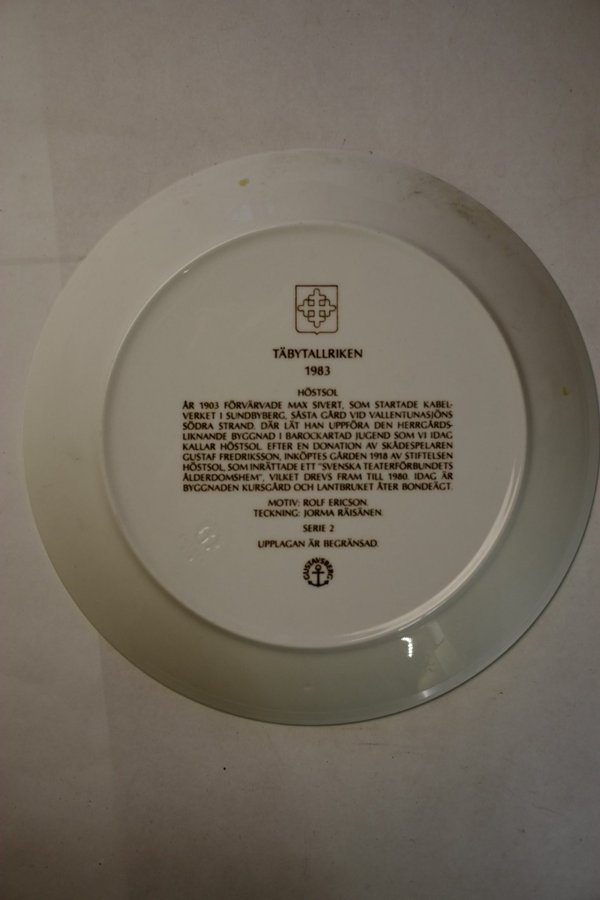 TÄBYTALLRIKEN
1983
HÖSTSOL
ÅR 1903 FÖRVÄRVADE MAX SIVERT, SOM STARTADE KABEL-
VERKET I SUNDBYBERG, SÅSTA GÅRD VID VALLENTUNASJÖNS
SÖDRA STRAND. DÄR LÄT HAN UPPFÖRA DEN HERRGÅRDS-
LIKNANDE BYGGNAD I BAROCKARTAD JUGEND SOM VI IDAG
KALLAR HÖSTSOL. EFTER EN DONATION AV SKÅDESPELAREN
GUSTAF FREDRIKSSON, INKÖPTES GÅRDEN 1918 AV STIFTELSEN
HÖSTSOL, SOM INRÄTTADE ETT "SVENSKA TEATERFÖRBUNDETS
ÅLDERDOMSHEM", VILKET DREVS FRAM TILL 1980. IDAG ÄR
BYGGNADEN KURSGÅRD OCH LANTBRUKET ÅTER BONDEÄGT.
MOTIV: ROLF ERICSON.
TECKNING: JORMA RÄISÄNEN.
SERIE 2
UPPLAGAN ÄR BEGRÄNSAD.
GUSTAVSBERG